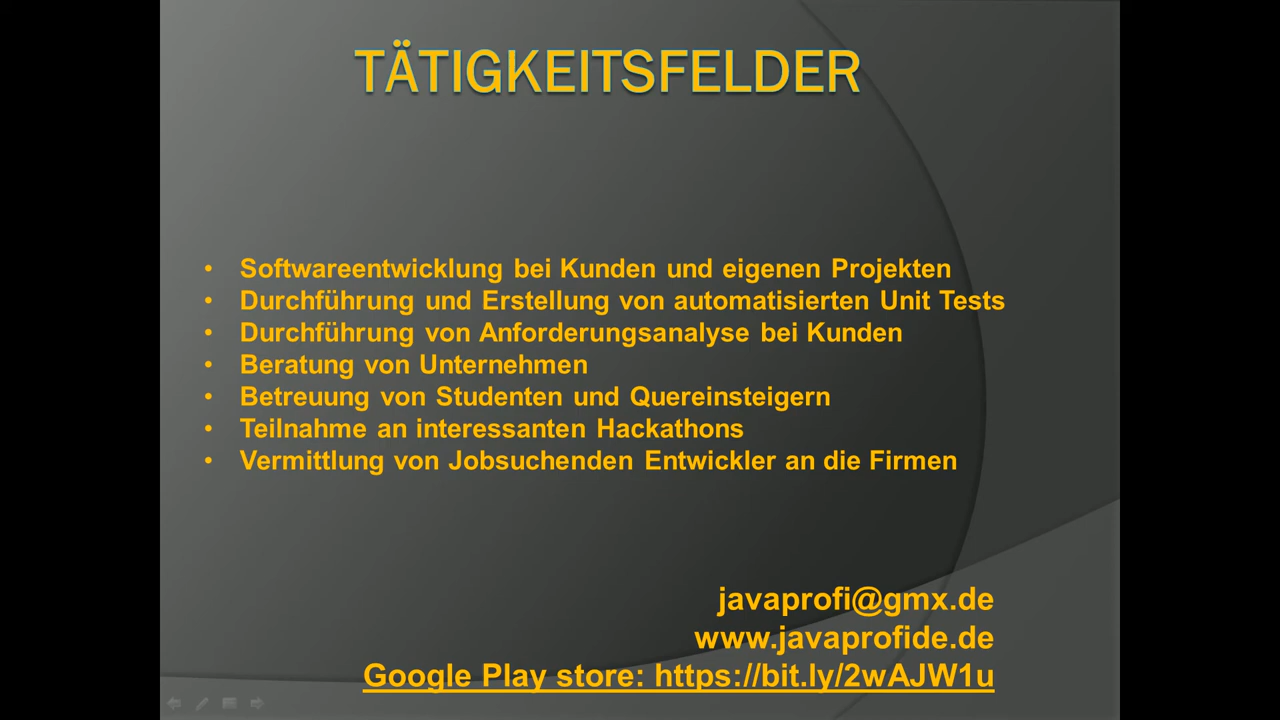 TÄTIGKEITSFELDER
• Softwareentwicklung bei Kunden und eigenen Projekten
• Durchführung und Erstellung von automatisierten Unit Tests
• Durchführung von Anforderungsanalyse bei Kunden
• Beratung von Unternehmen
• Betreuung von Studenten und Quereinsteigern
• Teilnahme an interessanten Hackathons
• Vermittlung von Jobsuchenden Entwickler an die Firmen
javaprofi@gmx.de
www.javaprofide.de
Google Play store: https://bit.ly/2wAJW1u